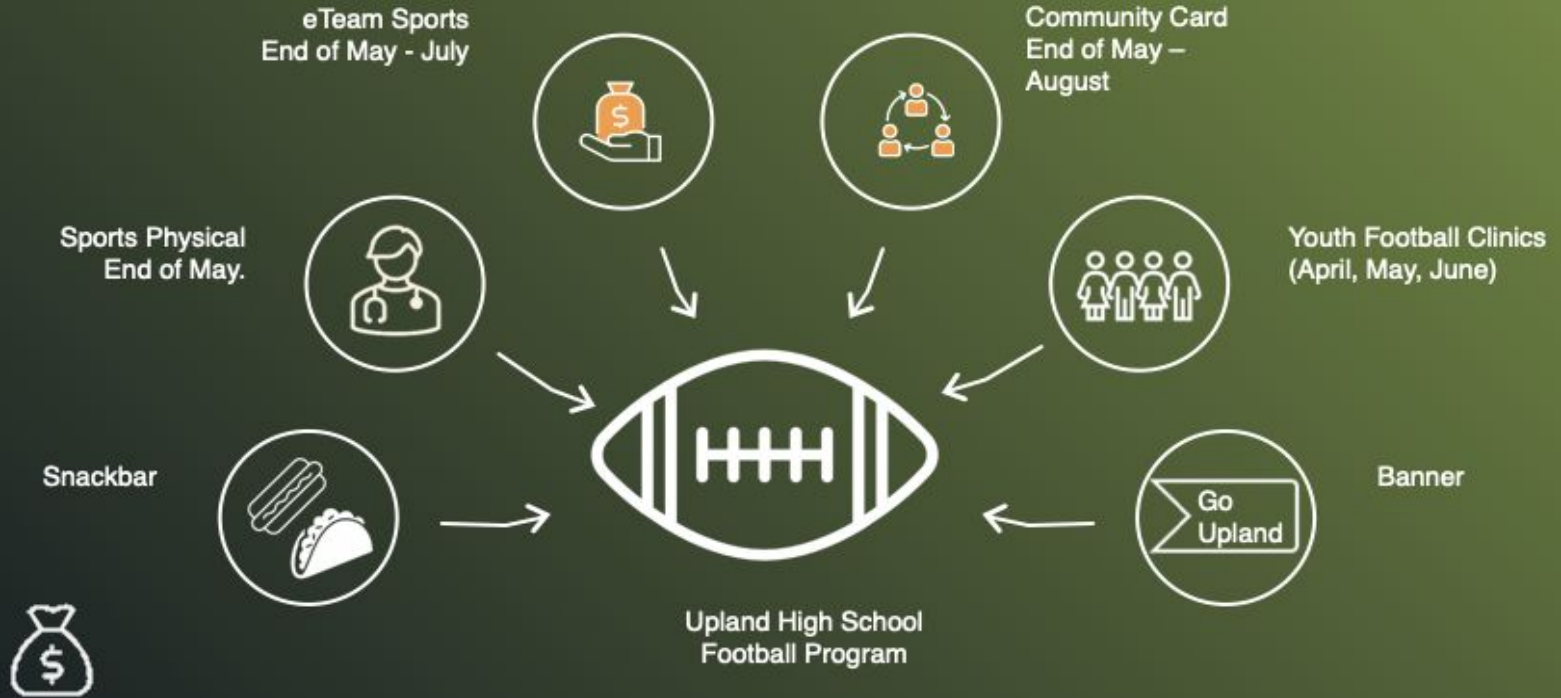 eTeam Sports
End of May - July
Community Card
End of May –
August
Sports Physical
End of May.
Youth Football Clinics
(April, May, June)
Snackbar
Banner
Go
Upland
Upland High School
Football Program
$
$